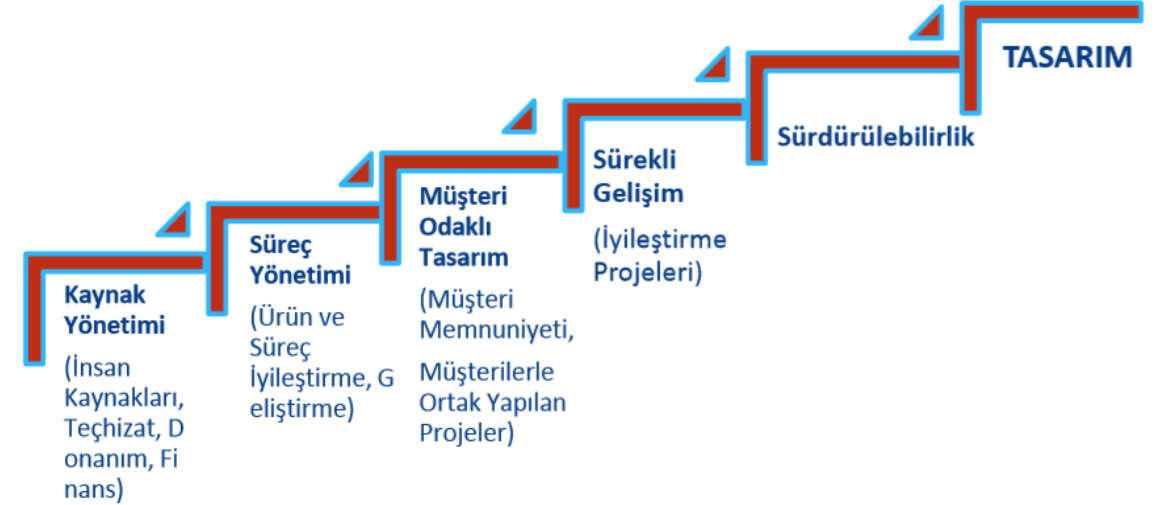 Kaynak
Yönetimi
(İnsan
Kaynakları,
Teçhizat, D
onanım, Fi
nans)
Süreç
Yönetimi
(Ürün ve
Süreç
İyileştirme, G
eliştirme)
Müşteri
Odaklı
Tasarım
(Müşteri
Memnuniyeti,
Müşterilerle
Ortak Yapılan
Projeler)
Sürekli
Gelişim
(İyileştirme
Projeleri)
Sürdürülebilirlik
TASARIM